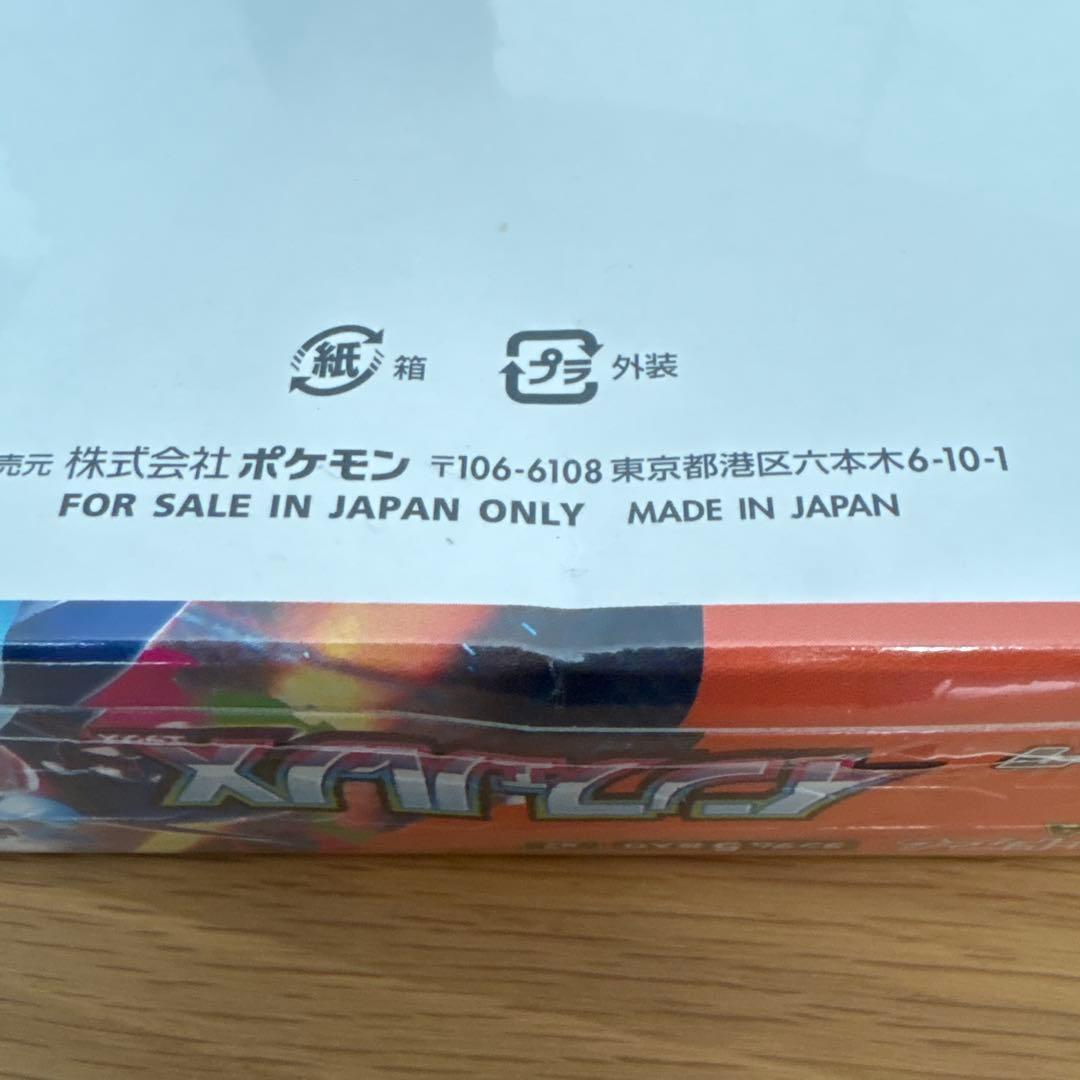 紙 箱 プラ 外装
売元 株式会社 ポケモン 〒106-6108 東京都港区六本木6-10-1
FOR SALE IN JAPAN ONLY MADE IN JAPAN